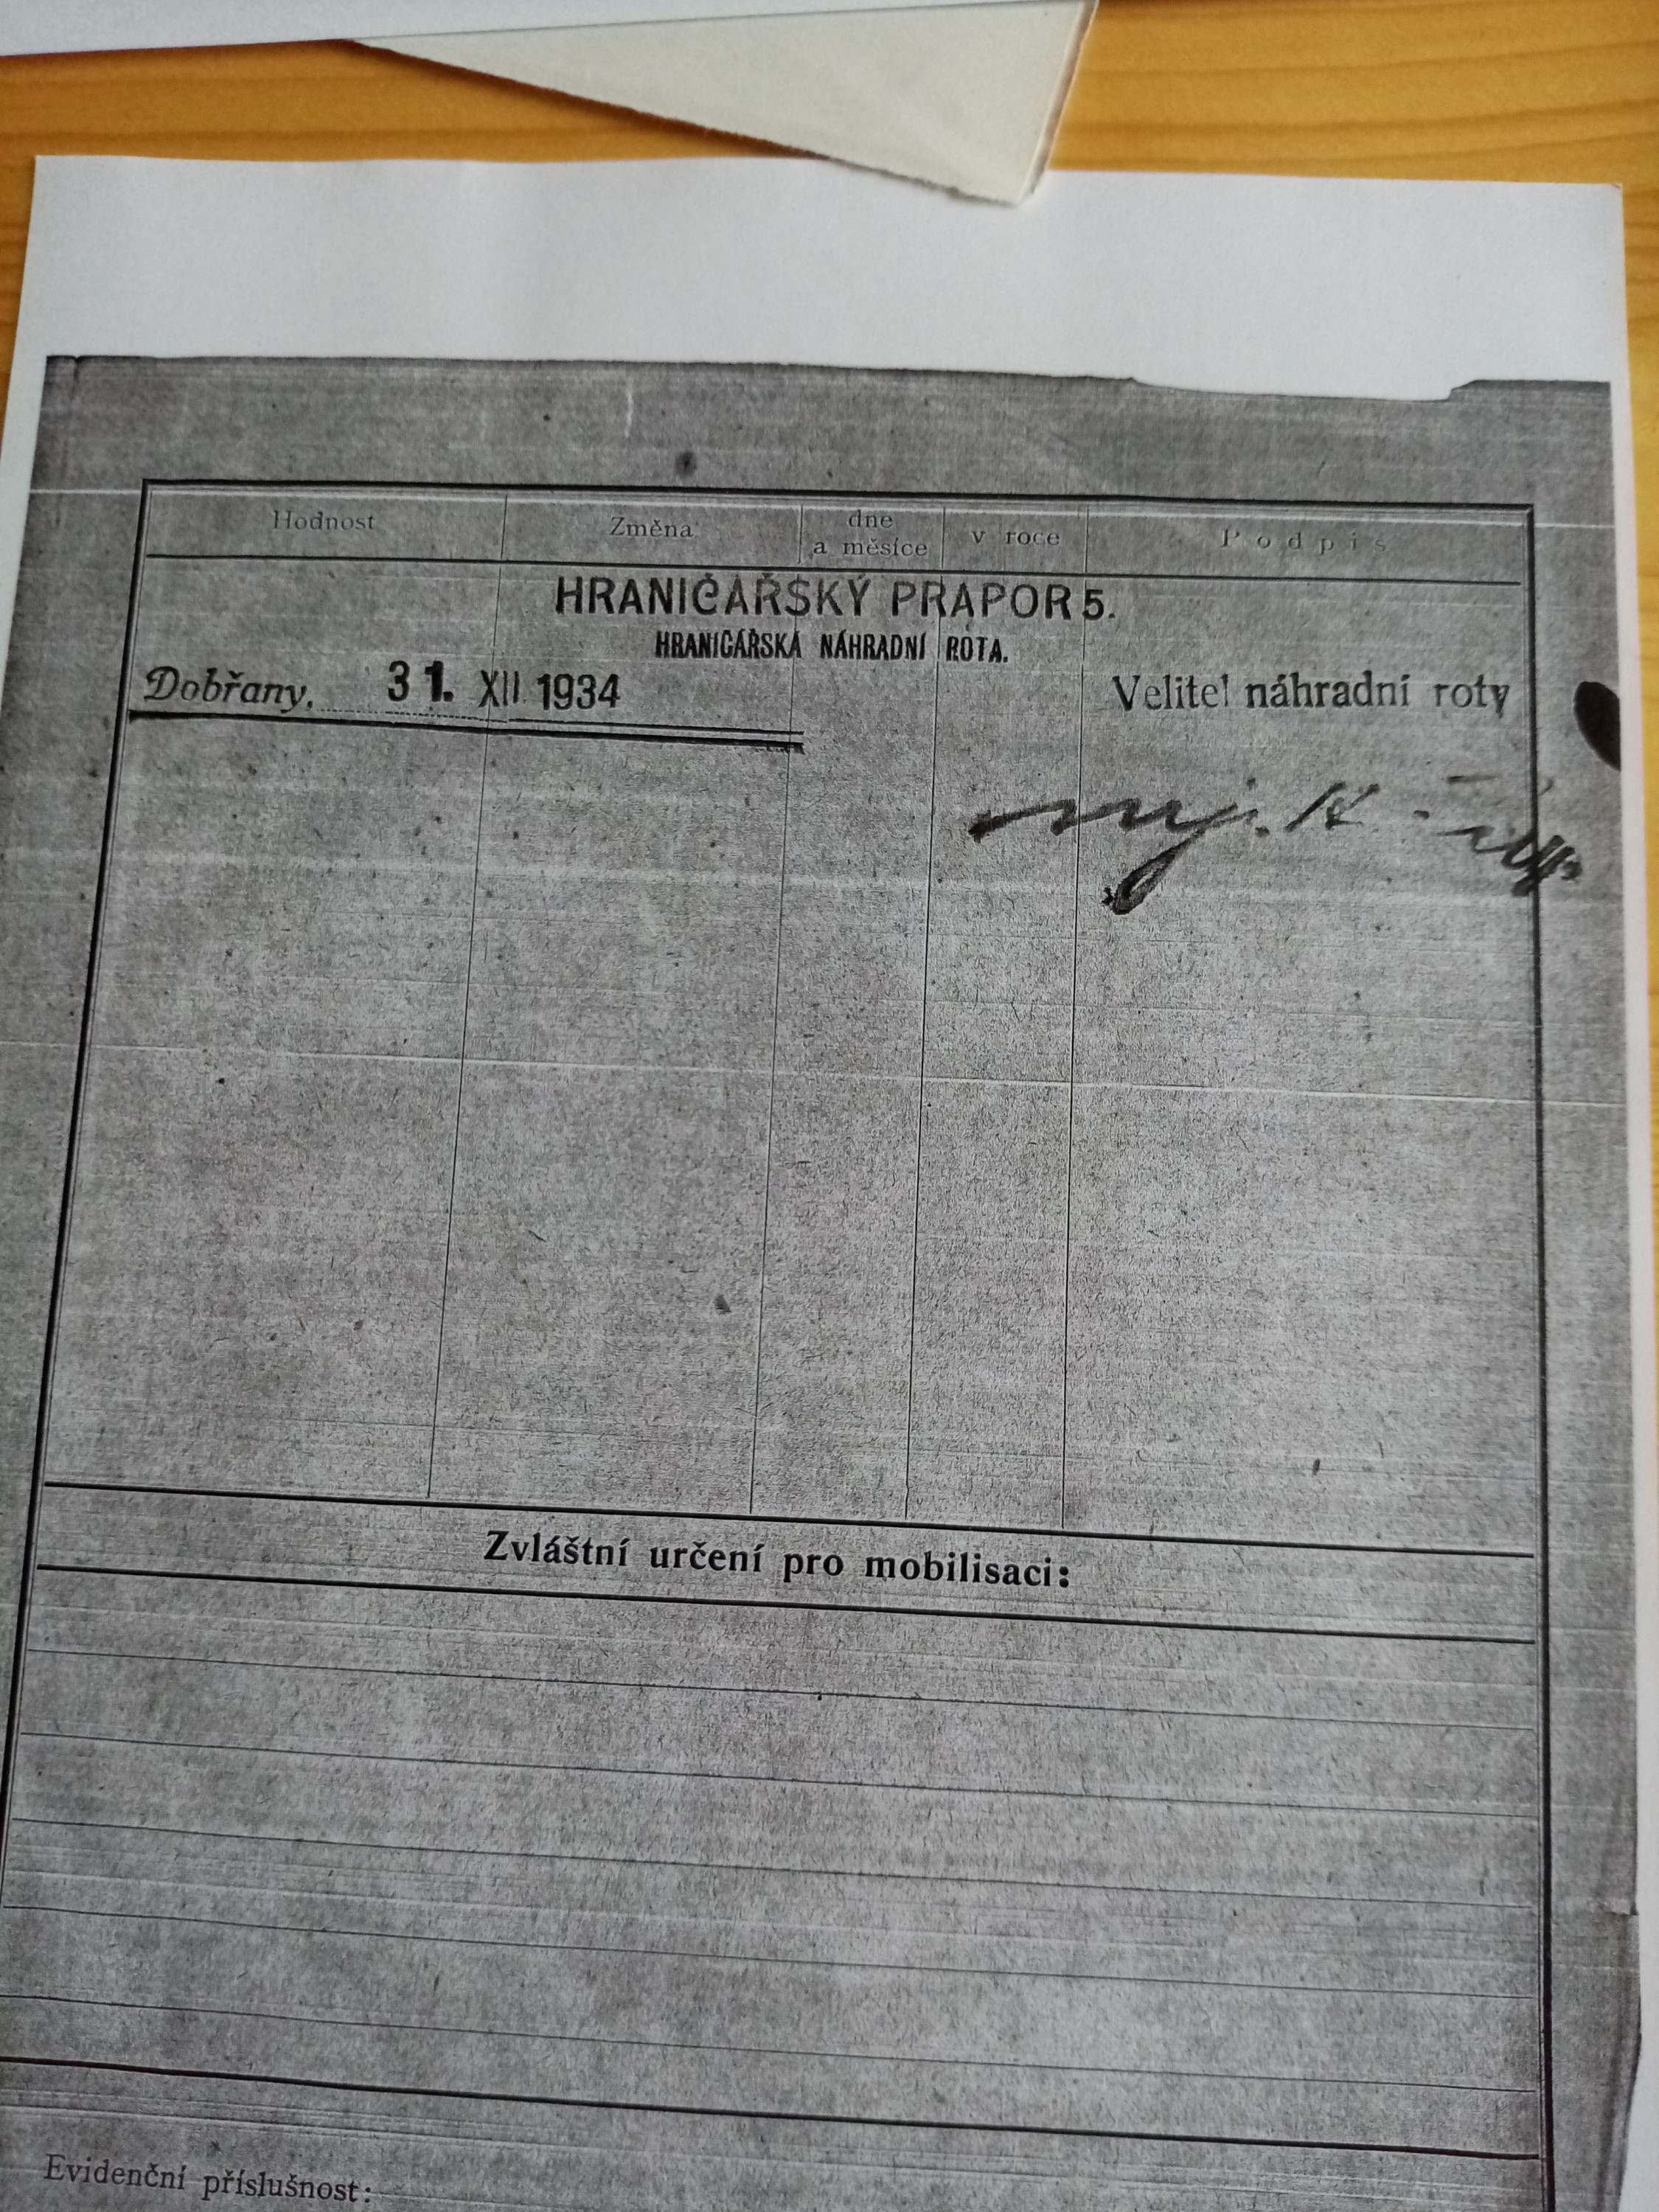 Hodnost Změna dne a měsíce v roce Podpis
HRANIČÁŘSKÝ PRAPOR 5.
HRANIČÁŘSKÁ NÁHRADNÍ ROTA.
Dobřany, 31. XII 1934 Velitel náhradní roty
mjr. K.
Zvláštní určení pro mobilisaci:
Evidenční příslušnost: